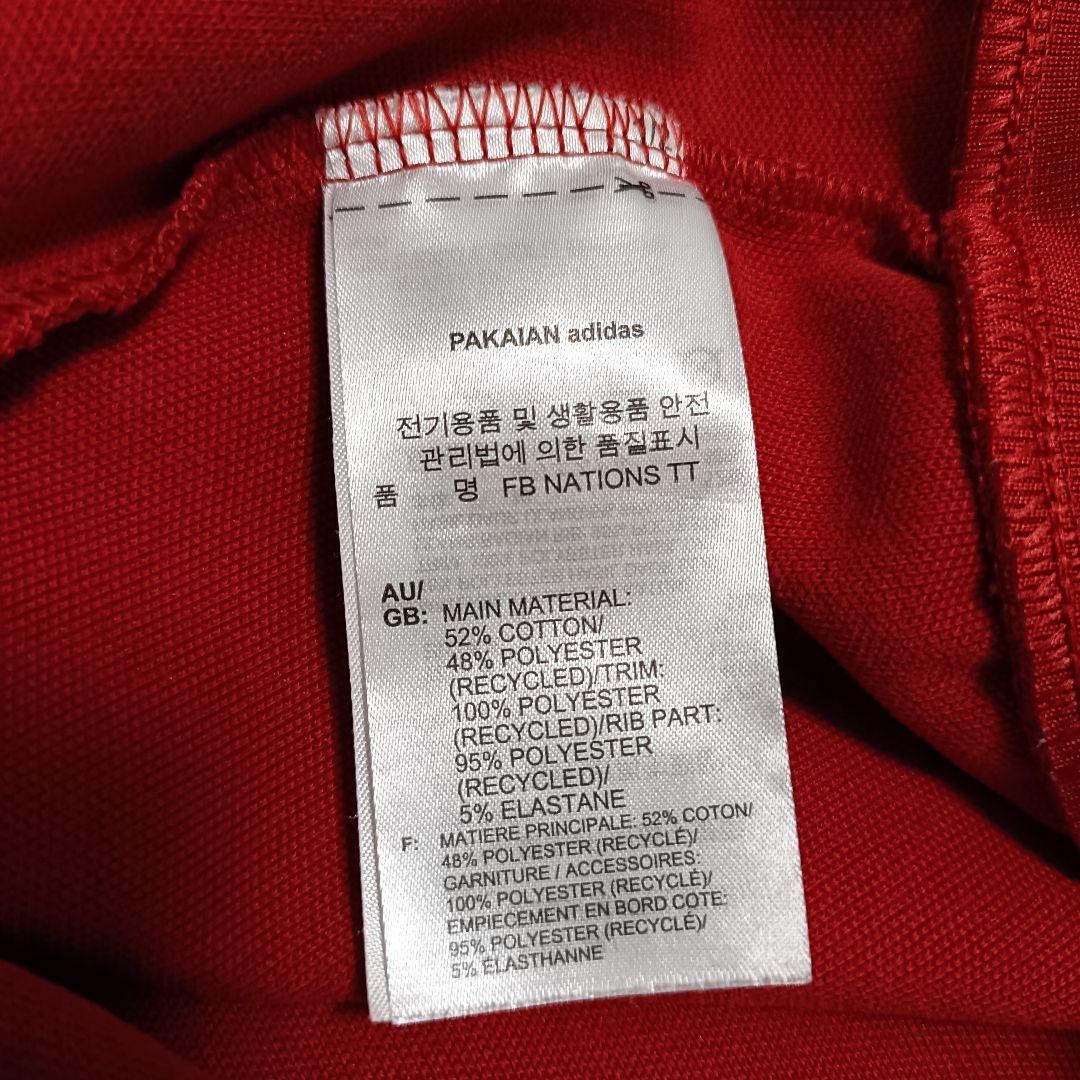 PAKAIAN adidas
전기용품 및 생활용품 안전
관리법에 의한 품질표시
품 명 FB NATIONS TT
AU/
GB: MAIN MATERIAL:
52% COTTON/
48% POLYESTER
(RECYCLED)/TRIM:
100% POLYESTER
(RECYCLED)/RIB PART:
95% POLYESTER
(RECYCLED)/
5% ELASTANE
F: MATIERE PRINCIPALE: 52% COTON/
48% POLYESTER (RECYCLÉ)/
GARNITURE / ACCESSOIRES:
100% POLYESTER (RECYCLÉ)/
EMPIECEMENT EN BORD COTE:
95% POLYESTER (RECYCLÉ)/
5% ELASTHANNE